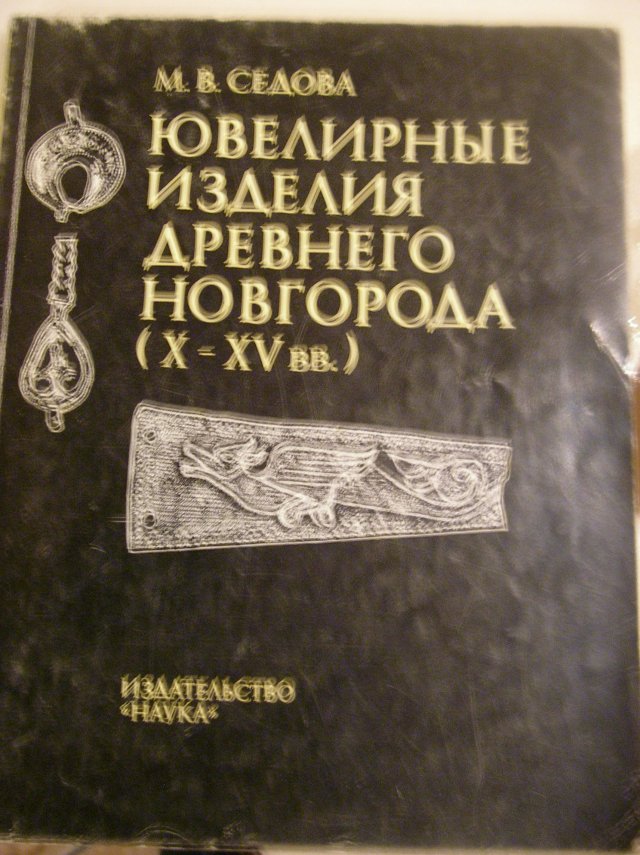 М. В. СЕДОВА
ЮВЕЛИРНЫЕ
ИЗДЕЛИЯ
ДРЕВНЕГО
НОВГОРОДА
( X – XV вв. )
ИЗДАТЕЛЬСТВО
«НАУКА»